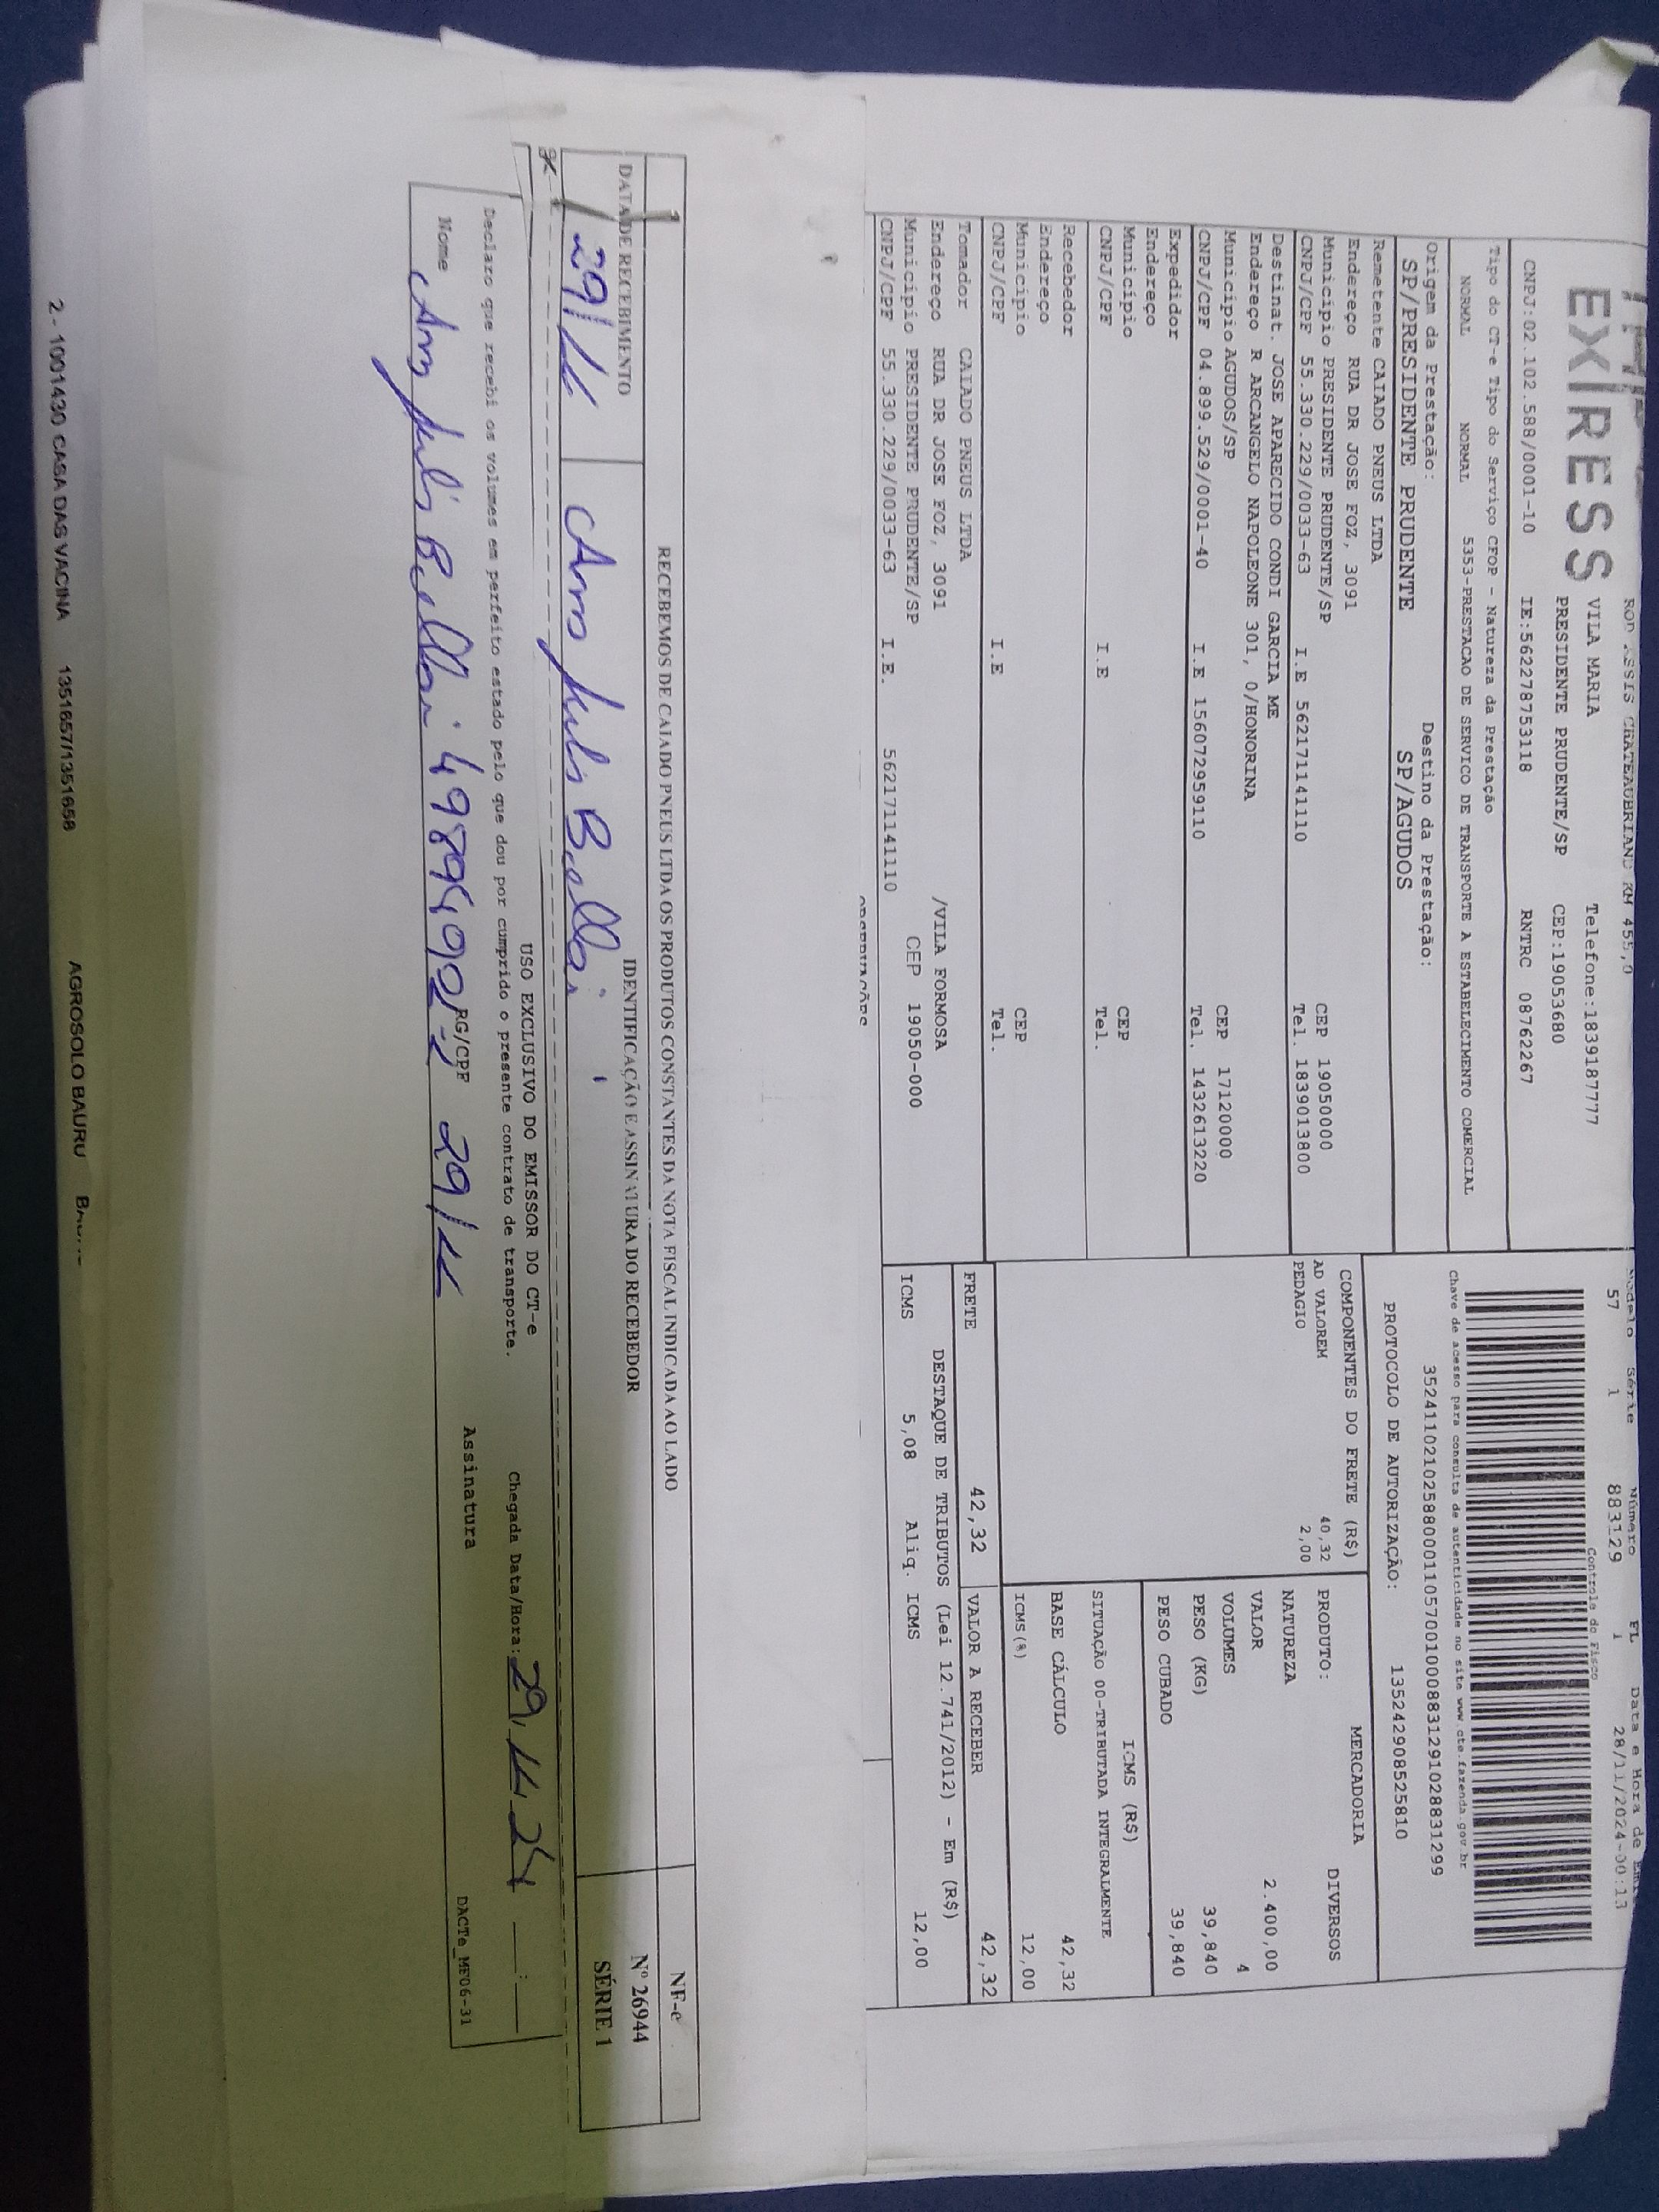 EXPRESS
ROD ASSIS CHATEAUBRIAND KM 455,0
VILA MARIA Telefone:1839187777
PRESIDENTE PRUDENTE/SP CEP:19053680
CNPJ:02.102.588/0001-10 IE:562278753118 RNTRC 08762267
Modelo Série Número FL Data e Hora de
57 1 883129 1 28/11/2024-00:13
Controle do Fisco
Chave de acesso para consulta de autenticidade no site www.cte.fazenda.gov.br
35241102102588000110570010008831291028831299
PROTOCOLO DE AUTORIZAÇÃO: 135242908525810
Tipo do CT-e Tipo do Serviço CFOP - Natureza da Prestação
NORMAL NORMAL 5353-PRESTACAO DE SERVICO DE TRANSPORTE A ESTABELECIMENTO COMERCIAL
Origem da Prestação: Destino da Prestação:
SP/PRESIDENTE PRUDENTE SP/AGUDOS
Remetente CAIADO PNEUS LTDA
Endereço RUA DR JOSE FOZ, 3091
Município PRESIDENTE PRUDENTE/SP CEP 19050000
CNPJ/CPF 55.330.229/0033-63 I.E 562171141110 Tel. 1839013800
Destinat. JOSE APARECIDO CONDI GARCIA ME
Endereço R ARCANGELO NAPOLEONE 301, 0/HONORINA
Município AGUDOS/SP CEP 17120000
CNPJ/CPF 04.899.529/0001-40 I.E 156072959110 Tel. 1432613220
Expedidor
Endereço
Município CEP
CNPJ/CPF I.E Tel.
Recebedor
Endereço
Município CEP
CNPJ/CPF I.E Tel.
Tomador CAIADO PNEUS LTDA
Endereço RUA DR JOSE FOZ, 3091 /VILA FORMOSA
Município PRESIDENTE PRUDENTE/SP CEP 19050-000
CNPJ/CPF 55.330.229/0033-63 I.E. 562171141110
COMPONENTES DO FRETE (R$)
AD VALOREM 40,32
PEDAGIO 2,00
MERCADORIA
PRODUTO: DIVERSOS
NATUREZA
VALOR 2.400,00
VOLUMES 4
PESO (KG) 39,840
PESO CUBADO 39,840
ICMS (R$)
SITUAÇÃO 00-TRIBUTADA INTEGRALMENTE
BASE CÁLCULO 42,32
ICMS(%) 12,00
FRETE 42,32 VALOR A RECEBER 42,32
DESTAQUE DE TRIBUTOS (Lei 12.741/2012) - Em (R$)
ICMS 5,08 Aliq. ICMS 12,00
OBSERVAÇÕES
RECEBEMOS DE CAIADO PNEUS LTDA OS PRODUTOS CONSTANTES DA NOTA FISCAL INDICADA AO LADO
NF-e
Nº 26944
SÉRIE 1
DATA DE RECEBIMENTO IDENTIFICAÇÃO E ASSINATURA DO RECEBEDOR
29/11
USO EXCLUSIVO DO EMISSOR DO CT-e
Declaro que recebi os volumes em perfeito estado pelo que dou por cumprido o presente contrato de transporte.
Chegada Data/Hora: 29/11/24 __:__
Nome RG/CPF 29/11 Assinatura
DACTe_MF06-31
2 - 1001430 CASA DAS VACINA 1351657/1351658 AGROSOLO BAURU